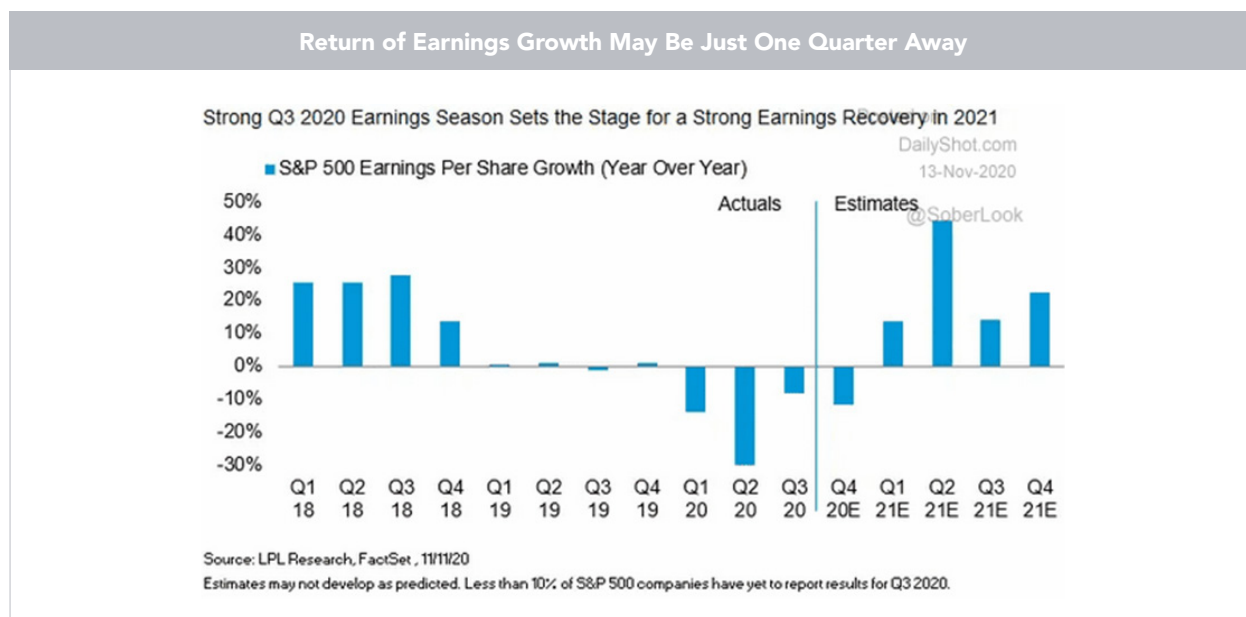 Return of Earnings Growth May Be Just One Quarter Away
Strong Q3 2020 Earnings Season Sets the Stage for a Strong Earnings Recovery in 2021
Posted on
DailyShot.com
13-Nov-2020
@SoberLook
S&P 500 Earnings Per Share Growth (Year Over Year)
Actuals Estimates
50%
40%
30%
20%
10%
0%
-10%
-20%
-30%
Q1 Q2 Q3 Q4 Q1 Q2 Q3 Q4 Q1 Q2 Q3 Q4 Q1 Q2 Q3 Q4
18 18 18 18 19 19 19 19 20 20 20 20E 21E 21E 21E 21E
Source: LPL Research, FactSet , 11/11/20
Estimates may not develop as predicted. Less than 10% of S&P 500 companies have yet to report results for Q3 2020.